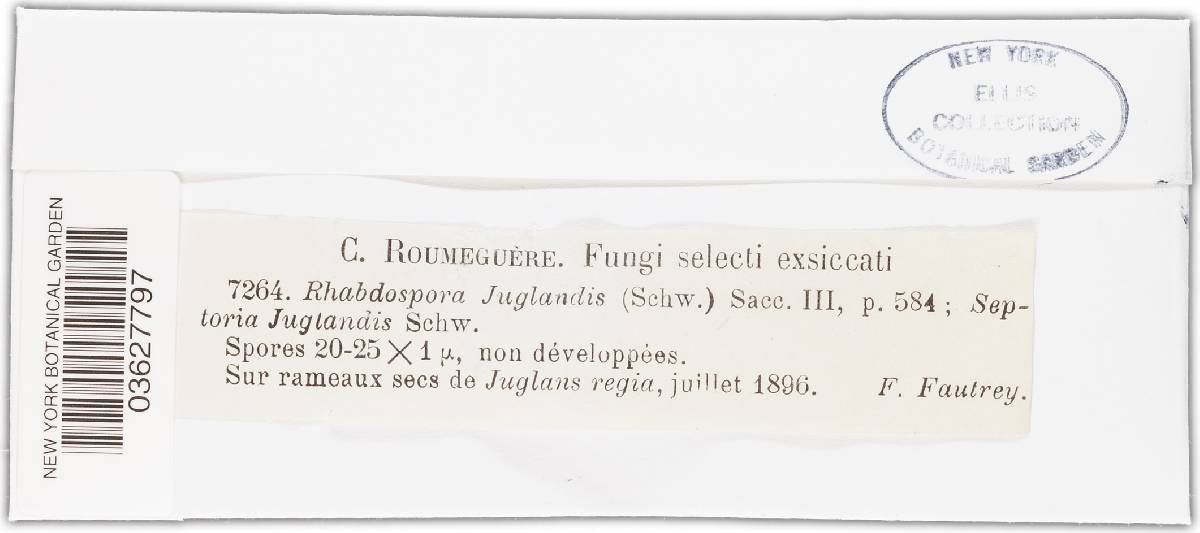 NEW YORK
ELLIS
COLLECTION
BOTANICAL GARDEN
NEW YORK BOTANICAL GARDEN
03627797
C. ROUMEGUÈRE. Fungi selecti exsiccati
7264. Rhabdospora Juglandis (Schw.) Sacc. III, p. 584 ; Sep-
toria Juglandis Schw.
Spores 20-25 × 1 µ, non développées.
Sur rameaux secs de Juglans regia, juillet 1896. F. Fautrey.